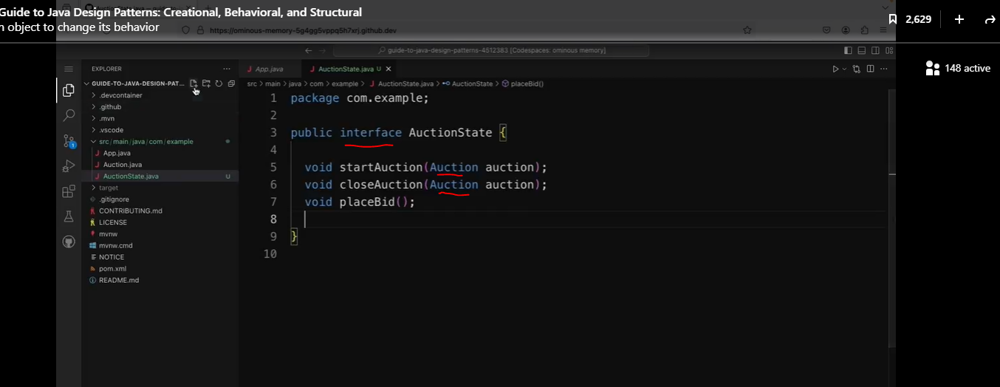 Guide to Java Design Patterns: Creational, Behavioral, and Structural
n object to change its behavior
2,629
148 active
https://ominous-memory-5g4gg5vppq5h7xrj.github.dev
guide-to-java-design-patterns-4512383 [Codespaces: ominous memory]
EXPLORER
GUIDE-TO-JAVA-DESIGN-PAT...
.devcontainer
.github
.mvn
.vscode
src/main/java/com/example
App.java
Auction.java
AuctionState.java U
target
.gitignore
CONTRIBUTING.md
LICENSE
mvnw
mvnw.cmd
NOTICE
pom.xml
README.md
App.java
AuctionState.java U
src > main > java > com > example > AuctionState.java > AuctionState > placeBid()
1 package com.example;
2
3 public interface AuctionState {
4
5 void startAuction(Auction auction);
6 void closeAuction(Auction auction);
7 void placeBid();
8
9 }
10